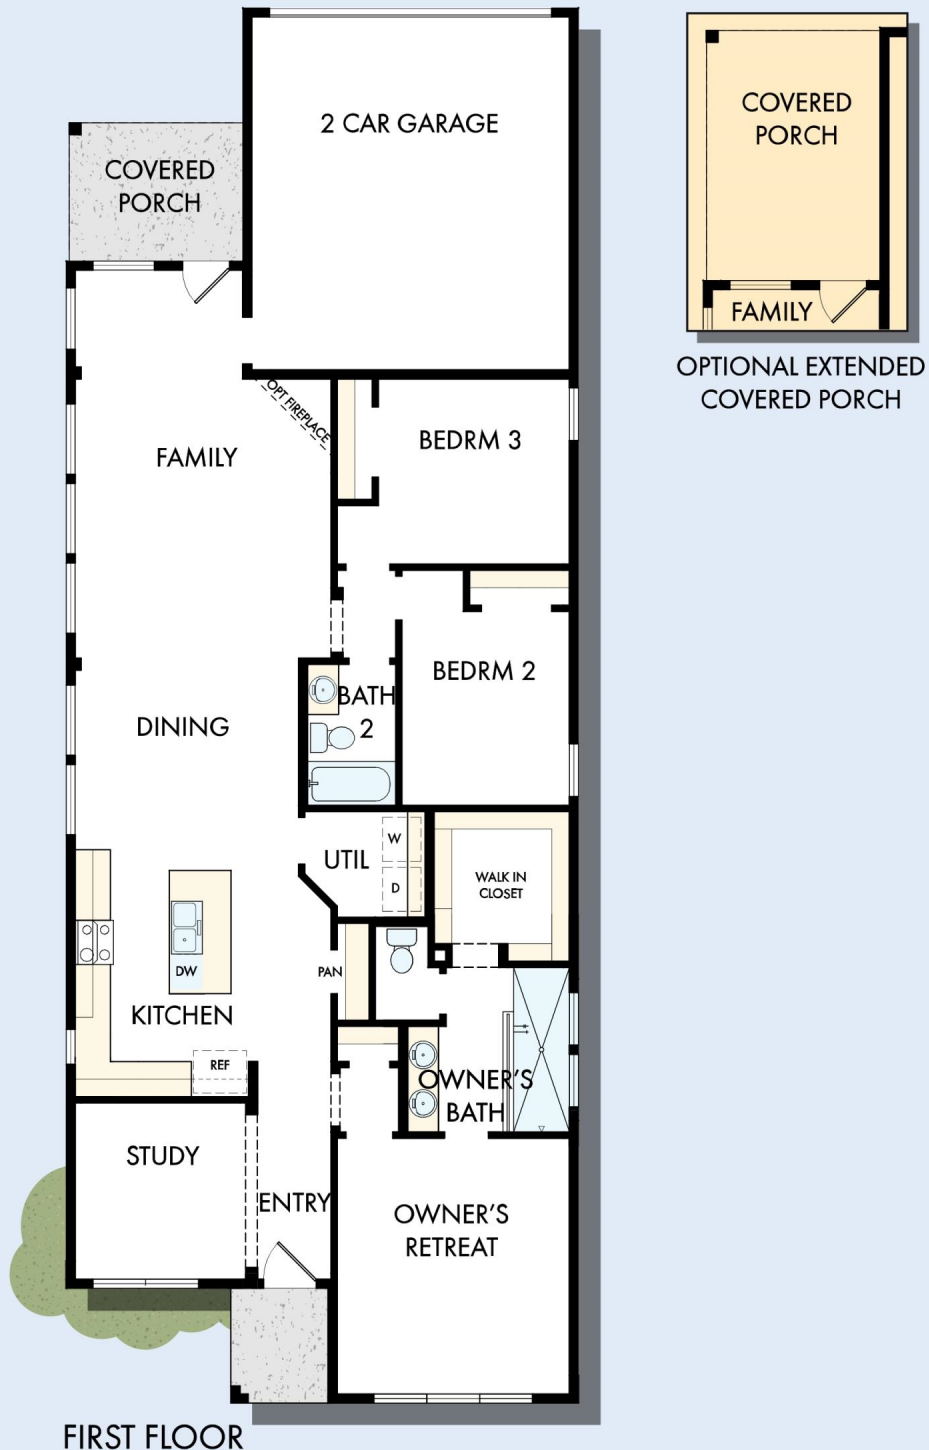 2 CAR GARAGE
COVERED
PORCH
COVERED
PORCH
FAMILY
OPTIONAL EXTENDED
COVERED PORCH
OPT FIREPLACE
BEDRM 3
FAMILY
BEDRM 2
BATH
2
DINING
W
UTIL
D
WALK IN
CLOSET
DW
PAN
KITCHEN
REF
OWNER'S
BATH
STUDY
ENTRY
OWNER'S
RETREAT
FIRST FLOOR